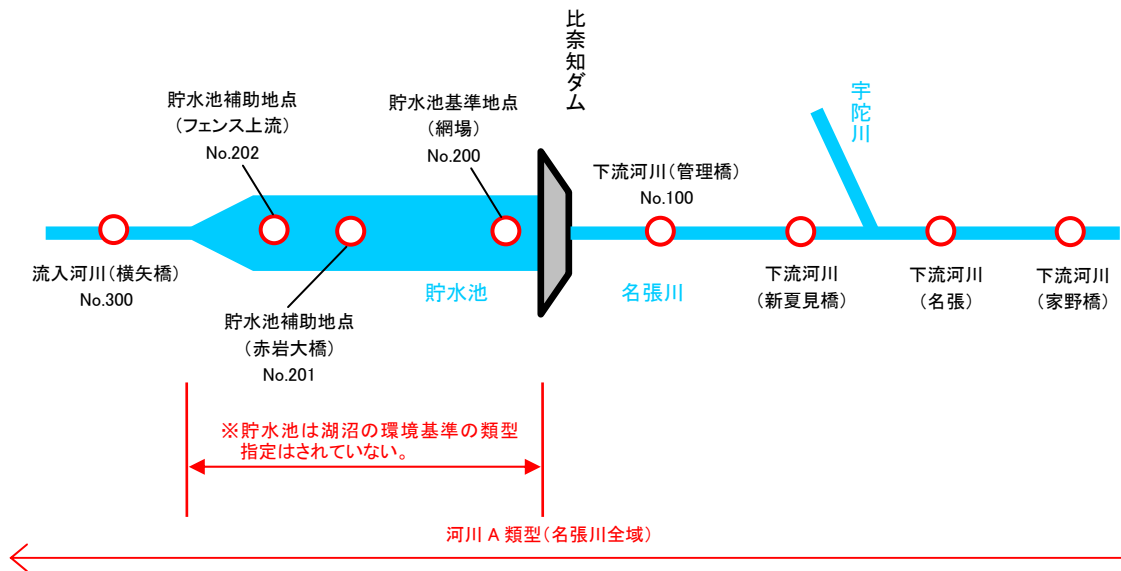 比奈知ダム
宇陀川
貯水池補助地点
(フェンス上流)
No.202
貯水池基準地点
(網場)
No.200
下流河川(管理橋)
No.100
流入河川(横矢橋)
No.300
貯水池
名張川
下流河川
(新夏見橋)
下流河川
(名張)
下流河川
(家野橋)
貯水池補助地点
(赤岩大橋)
No.201
※貯水池は湖沼の環境基準の類型
指定はされていない。
河川 A 類型(名張川全域)